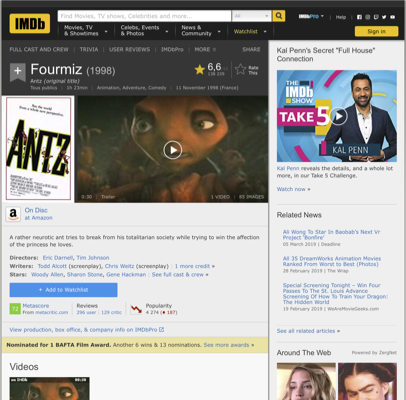 IMDb
Find Movies, TV shows, Celebrities and more...
All
IMDbPro
Help
Movies, TV
& Showtimes
Celebs, Events
& Photos
News &
Community
Watchlist
Sign in
FULL CAST AND CREW | TRIVIA | USER REVIEWS | IMDbPro | MORE
SHARE
Fourmiz (1998)
Antz (original title)
Tous publics | 1h 23min | Animation, Adventure, Comedy | 11 November 1998 (France)
6,6
Rate
This
ANTZ
0:30 | Trailer
1 VIDEO | 85 IMAGES
On Disc
at Amazon
A rather neurotic ant tries to break from his totalitarian society while trying to win the affection
of the princess he loves.
Directors: Eric Darnell, Tim Johnson
Writers: Todd Alcott (screenplay), Chris Weitz (screenplay) | 1 more credit »
Stars: Woody Allen, Sharon Stone, Gene Hackman | See full cast & crew »
+ Add to Watchlist
72
Metascore
From metacritic.com
Reviews
296 user | 129 critic
Popularity
4 274 (187)
View production, box office, & company info on IMDbPro
Nominated for 1 BAFTA Film Award. Another 6 wins & 13 nominations. See more awards »
Videos
Kal Penn's Secret "Full House"
Connection
THE
IMDb
SHOW
TAKE 5
KAL PENN
Kal Penn reveals the details, and a whole lot
more, in our Take 5 Challenge.
Watch now »
Related News
All Wong To Star In Baobab's Next Vr
Project 'Bonfire'
05 March 2019 | Deadline
All 35 DreamWorks Animation Movies
Ranked From Worst to Best (Photos)
28 February 2019 | The Wrap
Special Screening Tonight – Win Four
Passes To The St. Louis Advance
Screening Of How To Train Your Dragon:
The Hidden World
19 February 2019 | WeAreMovieGeeks.com
See all related articles »
Around The Web
Powered by ZergNet